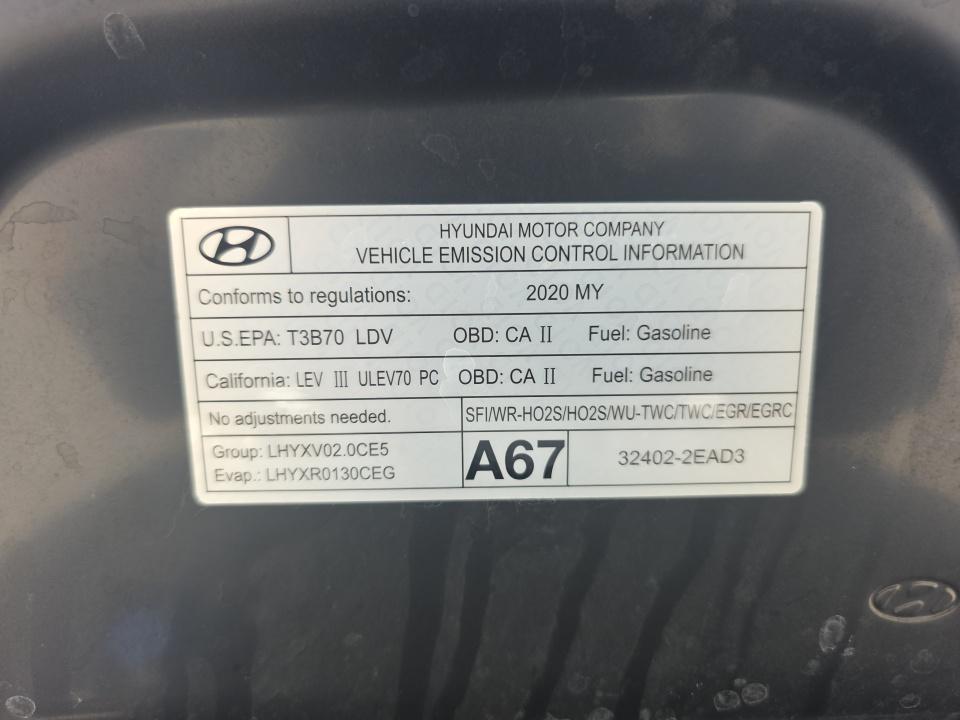 HYUNDAI MOTOR COMPANY
VEHICLE EMISSION CONTROL INFORMATION
Conforms to regulations: 2020 MY
U.S.EPA: T3B70 LDV OBD: CA II Fuel: Gasoline
California: LEV III ULEV70 PC OBD: CA II Fuel: Gasoline
No adjustments needed. SFI/WR-HO2S/HO2S/WU-TWC/TWC/EGR/EGRC
Group: LHYXV02.0CE5
Evap.: LHYXR0130CEG
A67
32402-2EAD3